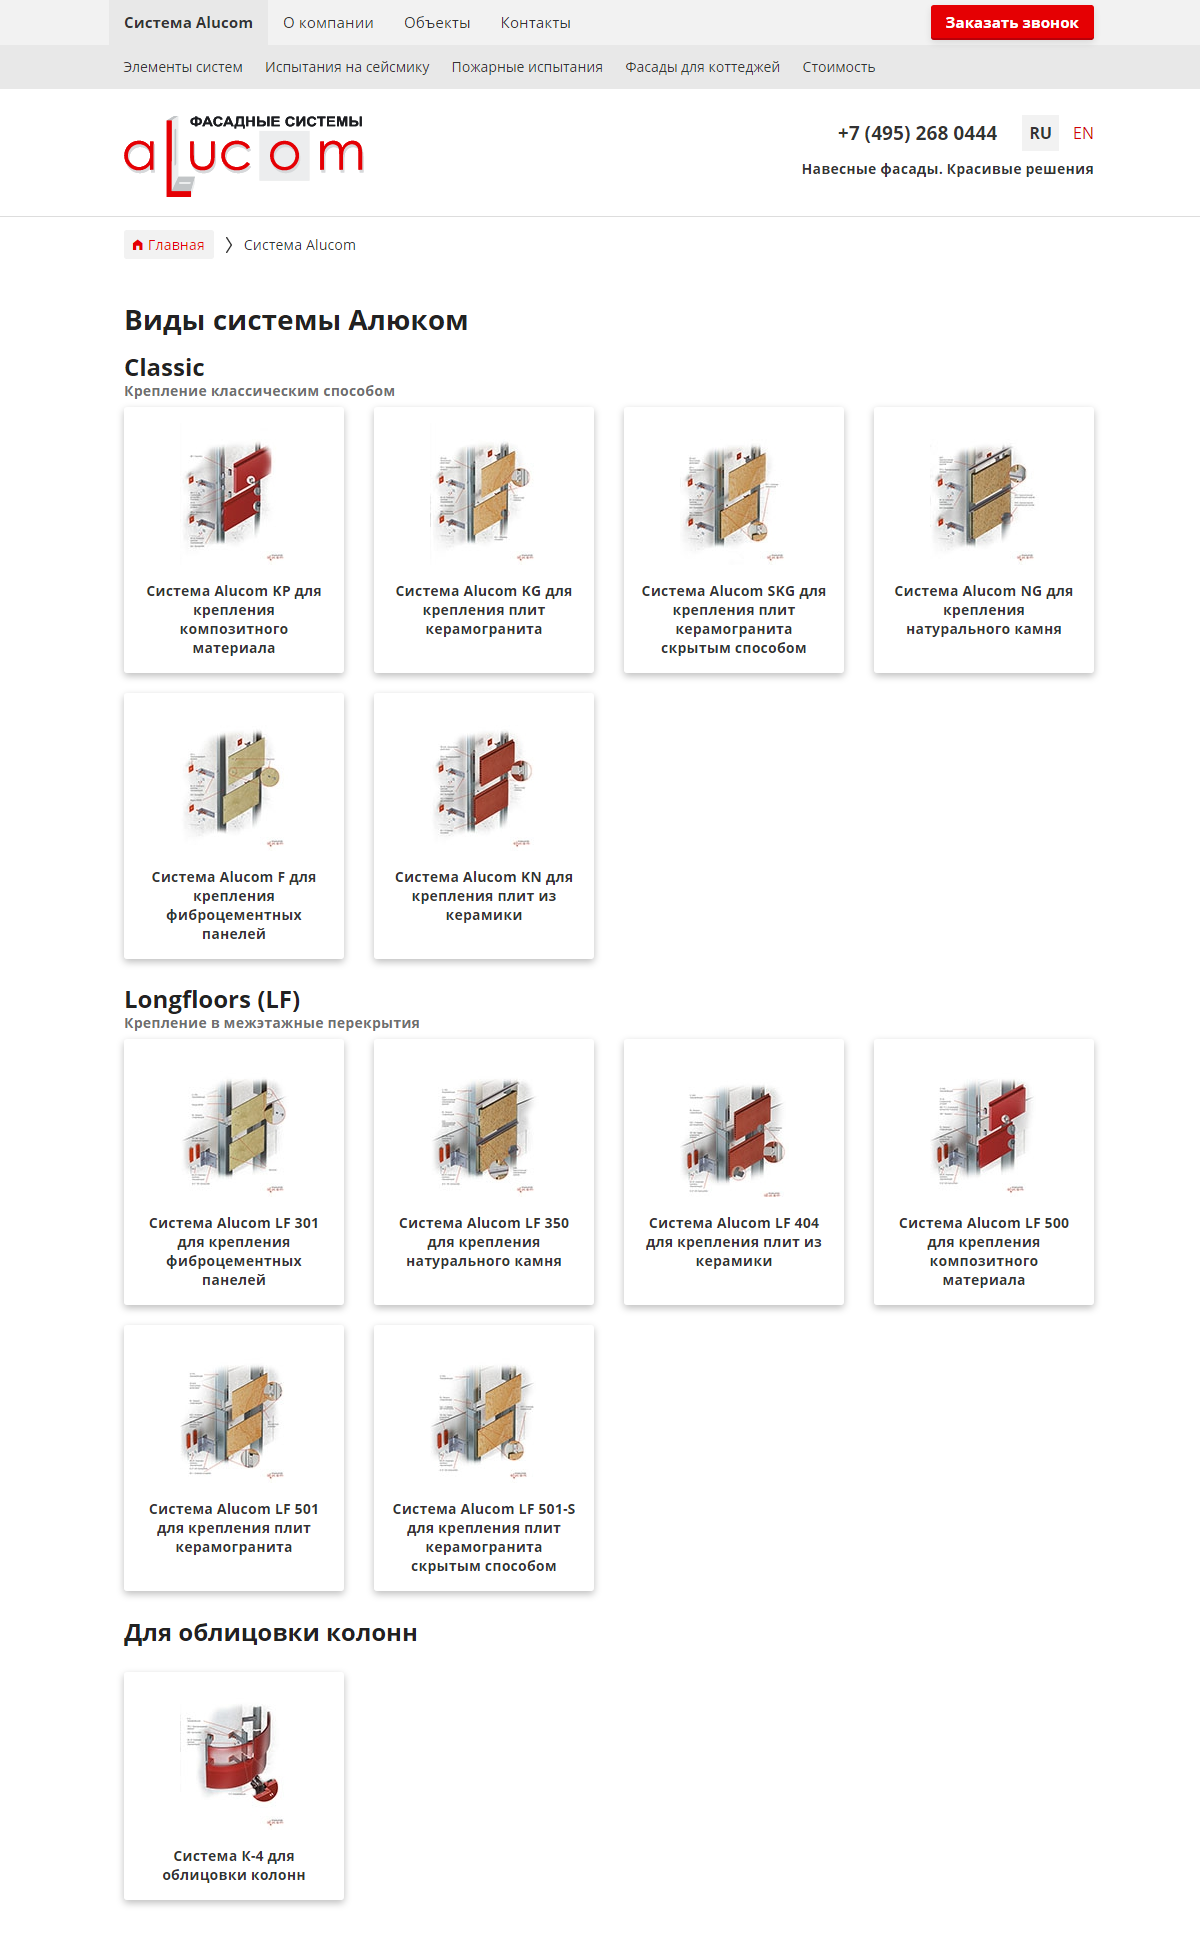 Система Alucom
О компании
Объекты
Контакты
Заказать звонок
Элементы систем
Испытания на сейсмику
Пожарные испытания
Фасады для коттеджей
Стоимость
ФАСАДНЫЕ СИСТЕМЫ
aLucom
+7 (495) 268 0444
RU
EN
Навесные фасады. Красивые решения
Главная
Система Alucom
Виды системы Алюком
Classic
Крепление классическим способом
Система Alucom KP для
крепления
композитного
материала
Система Alucom KG для
крепления плит
керамогранита
Система Alucom SKG для
крепления плит
керамогранита
скрытым способом
Система Alucom NG для
крепления
натурального камня
Система Alucom F для
крепления
фиброцементных
панелей
Система Alucom KN для
крепления плит из
керамики
Longfloors (LF)
Крепление в межэтажные перекрытия
Система Alucom LF 301
для крепления
фиброцементных
панелей
Система Alucom LF 350
для крепления
натурального камня
Система Alucom LF 404
для крепления плит из
керамики
Система Alucom LF 500
для крепления
композитного
материала
Система Alucom LF 501
для крепления плит
керамогранита
Система Alucom LF 501-S
для крепления плит
керамогранита
скрытым способом
Для облицовки колонн
Система К-4 для
облицовки колонн